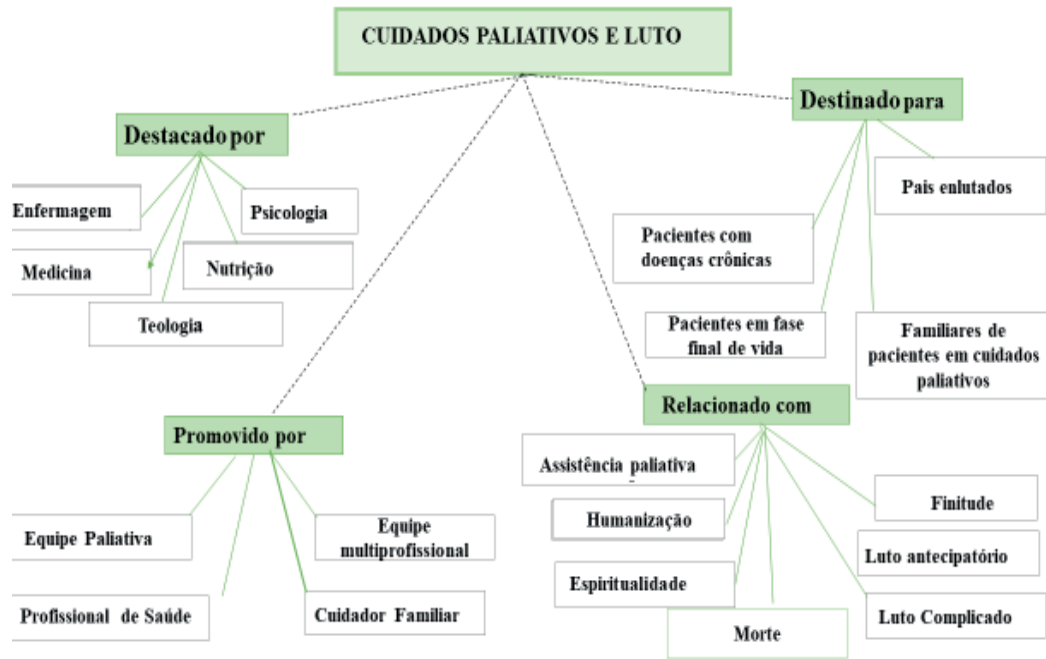 CUIDADOS PALIATIVOS E LUTO
Destacado por
Enfermagem
Psicologia
Medicina
Nutrição
Teologia
Destinado para
Pais enlutados
Pacientes com
doenças crônicas
Pacientes em fase
final de vida
Familiares de
pacientes em cuidados
paliativos
Promovido por
Equipe Paliativa
Equipe
multiprofissional
Profissional de Saúde
Cuidador Familiar
Relacionado com
Assistência paliativa
Humanização
Espiritualidade
Morte
Finitude
Luto antecipatório
Luto Complicado